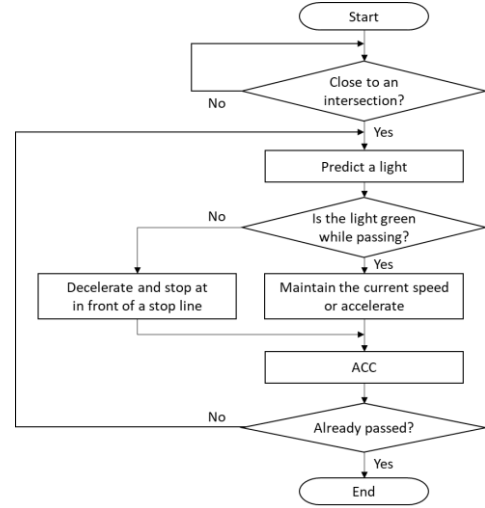 Start
Close to an
intersection?
No
Yes
Predict a light
Is the light green
while passing?
No
Yes
Decelerate and stop at
in front of a stop line
Maintain the current speed
or accelerate
ACC
Already passed?
No
Yes
End